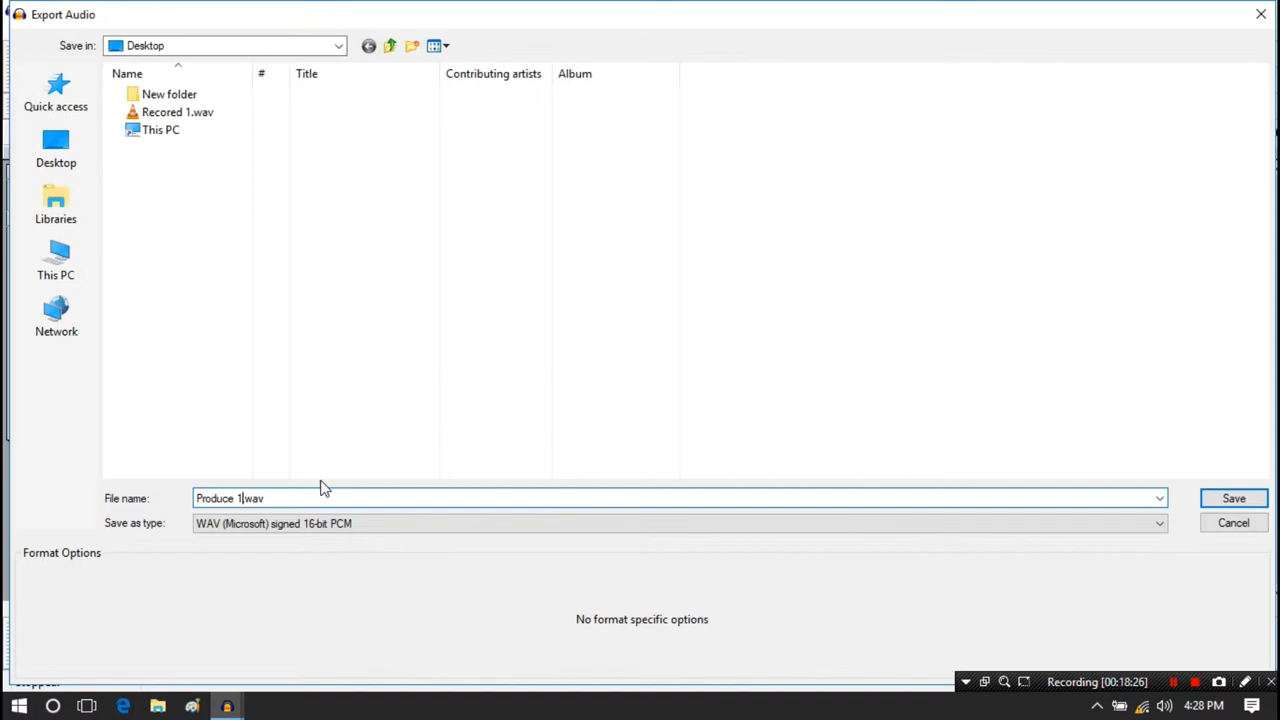 Export Audio
Save in: Desktop
Name # Title Contributing artists Album
New folder
Recored 1.wav
This PC
Quick access
Desktop
Libraries
This PC
Network
File name: Produce 1.wav Save
Save as type: WAV (Microsoft) signed 16-bit PCM Cancel
Format Options
No format specific options
Recording [00:18:26]
4:28 PM